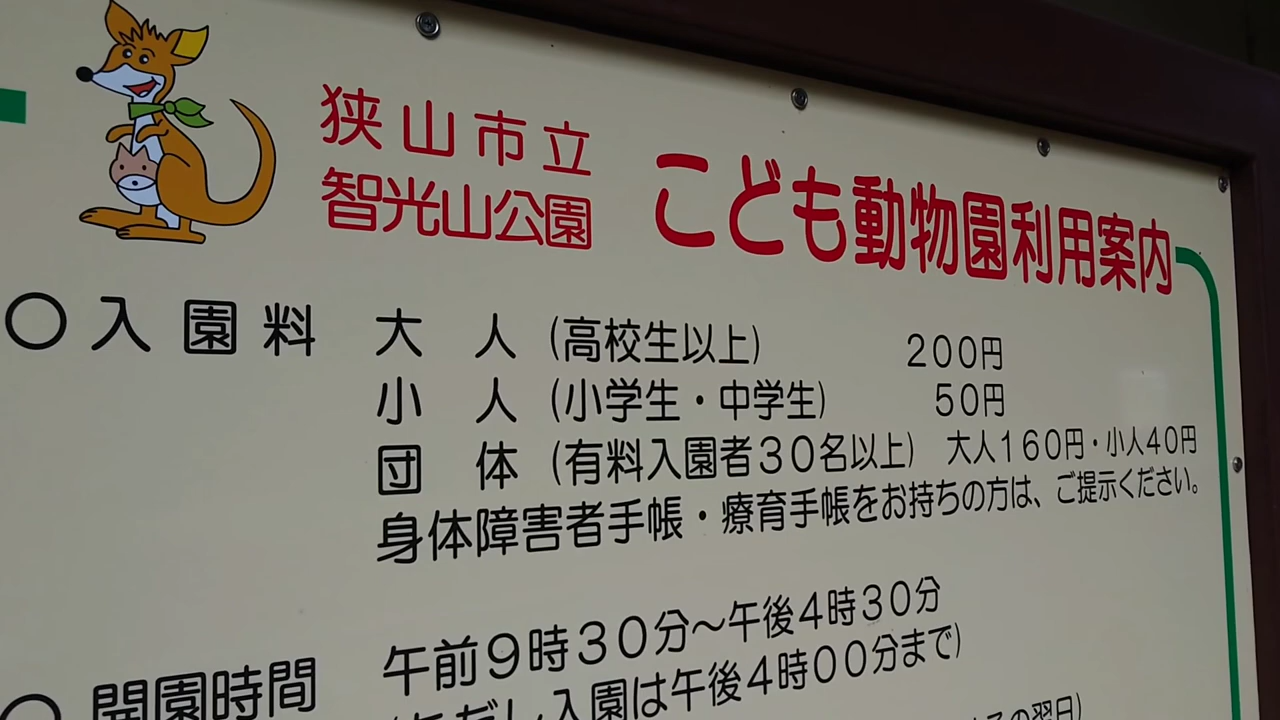 狭山市立
智光山公園
こども動物園利用案内
○入園料 大 人 (高校生以上) 200円
小 人 (小学生・中学生) 50円
団 体 (有料入園者30名以上) 大人160円・小人40円
身体障害者手帳・療育手帳をお持ちの方は、ご提示ください。
○ 開園時間 午前9時30分～午後4時30分
入園は午後4時00分まで)
の翌日)